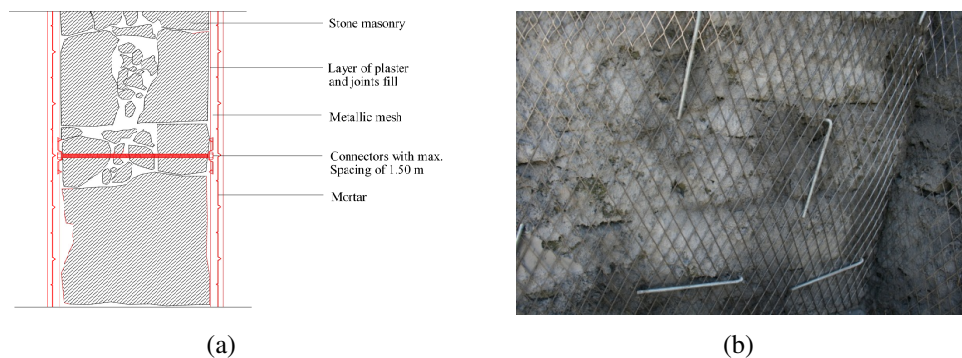 Stone masonry
Layer of plaster
and joints fill
Metallic mesh
Connectors with max.
Spacing of 1.50 m
Mortar
(a)
(b)